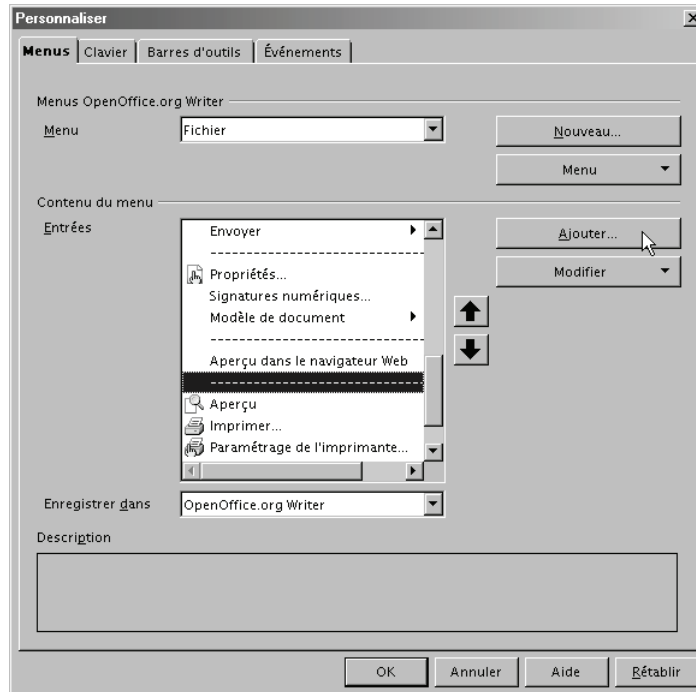 Personnaliser
Menus Clavier Barres d'outils Événements
Menus OpenOffice.org Writer
Menu Fichier Nouveau...
Menu
Contenu du menu
Entrées Envoyer Ajouter...
Propriétés... Modifier
Signatures numériques...
Modèle de document
Aperçu dans le navigateur Web
Aperçu
Imprimer...
Paramétrage de l'imprimante...
Enregistrer dans OpenOffice.org Writer
Description
OK Annuler Aide Rétablir